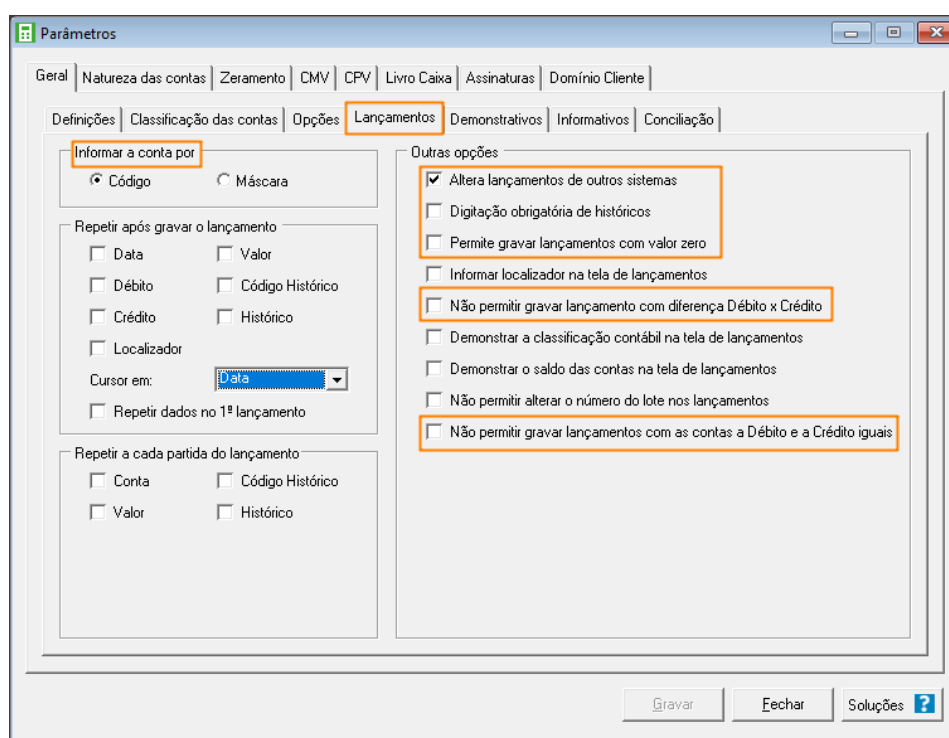 Parâmetros
Geral Natureza das contas Zeramento CMV CPV Livro Caixa Assinaturas Domínio Cliente
Definições Classificação das contas Opções Lançamentos Demonstrativos Informativos Conciliação
Informar a conta por
Código Máscara
Repetir após gravar o lançamento
Data Valor
Débito Código Histórico
Crédito Histórico
Localizador
Cursor em: Data
Repetir dados no 1º lançamento
Repetir a cada partida do lançamento
Conta Código Histórico
Valor Histórico
Outras opções
Altera lançamentos de outros sistemas
Digitação obrigatória de históricos
Permite gravar lançamentos com valor zero
Informar localizador na tela de lançamentos
Não permitir gravar lançamento com diferença Débito x Crédito
Demonstrar a classificação contábil na tela de lançamentos
Demonstrar o saldo das contas na tela de lançamentos
Não permitir alterar o número do lote nos lançamentos
Não permitir gravar lançamentos com as contas a Débito e a Crédito iguais
Gravar Fechar Soluções ?